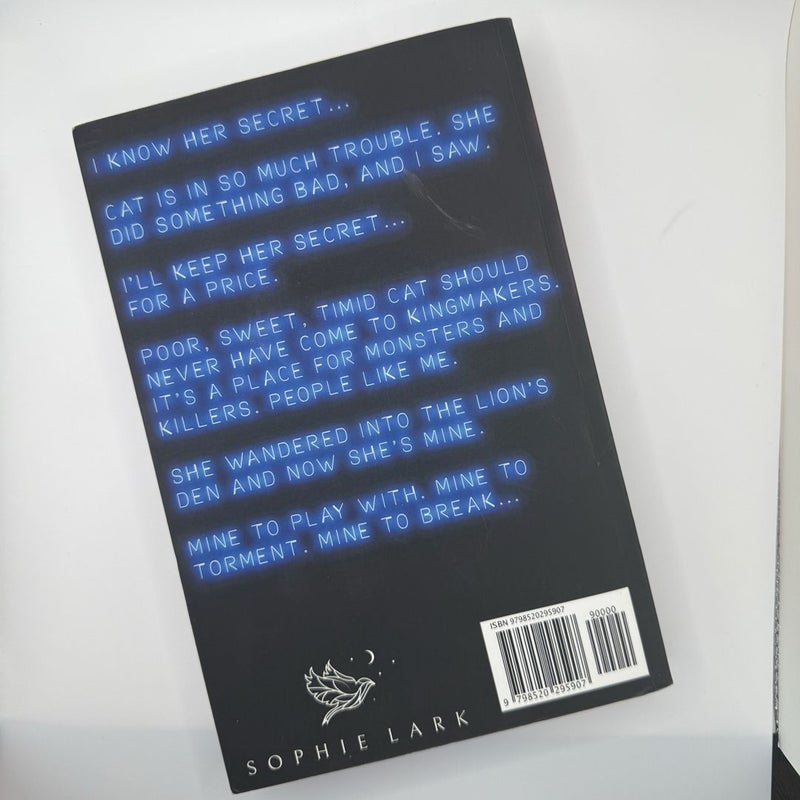 I KNOW HER SECRET...
CAT IS IN SO MUCH TROUBLE. SHE
DID SOMETHING BAD, AND I SAW.
I'LL KEEP HER SECRET...
FOR A PRICE.
POOR, SWEET, TIMID CAT SHOULD
NEVER HAVE COME TO KINGMAKERS.
IT'S A PLACE FOR MONSTERS AND
KILLERS. PEOPLE LIKE ME.
SHE WANDERED INTO THE LION'S
DEN AND NOW SHE'S MINE.
MINE TO PLAY WITH. MINE TO
TORMENT. MINE TO BREAK...
ISBN 9798520295907
90000
9 798520 295907
SOPHIE LARK